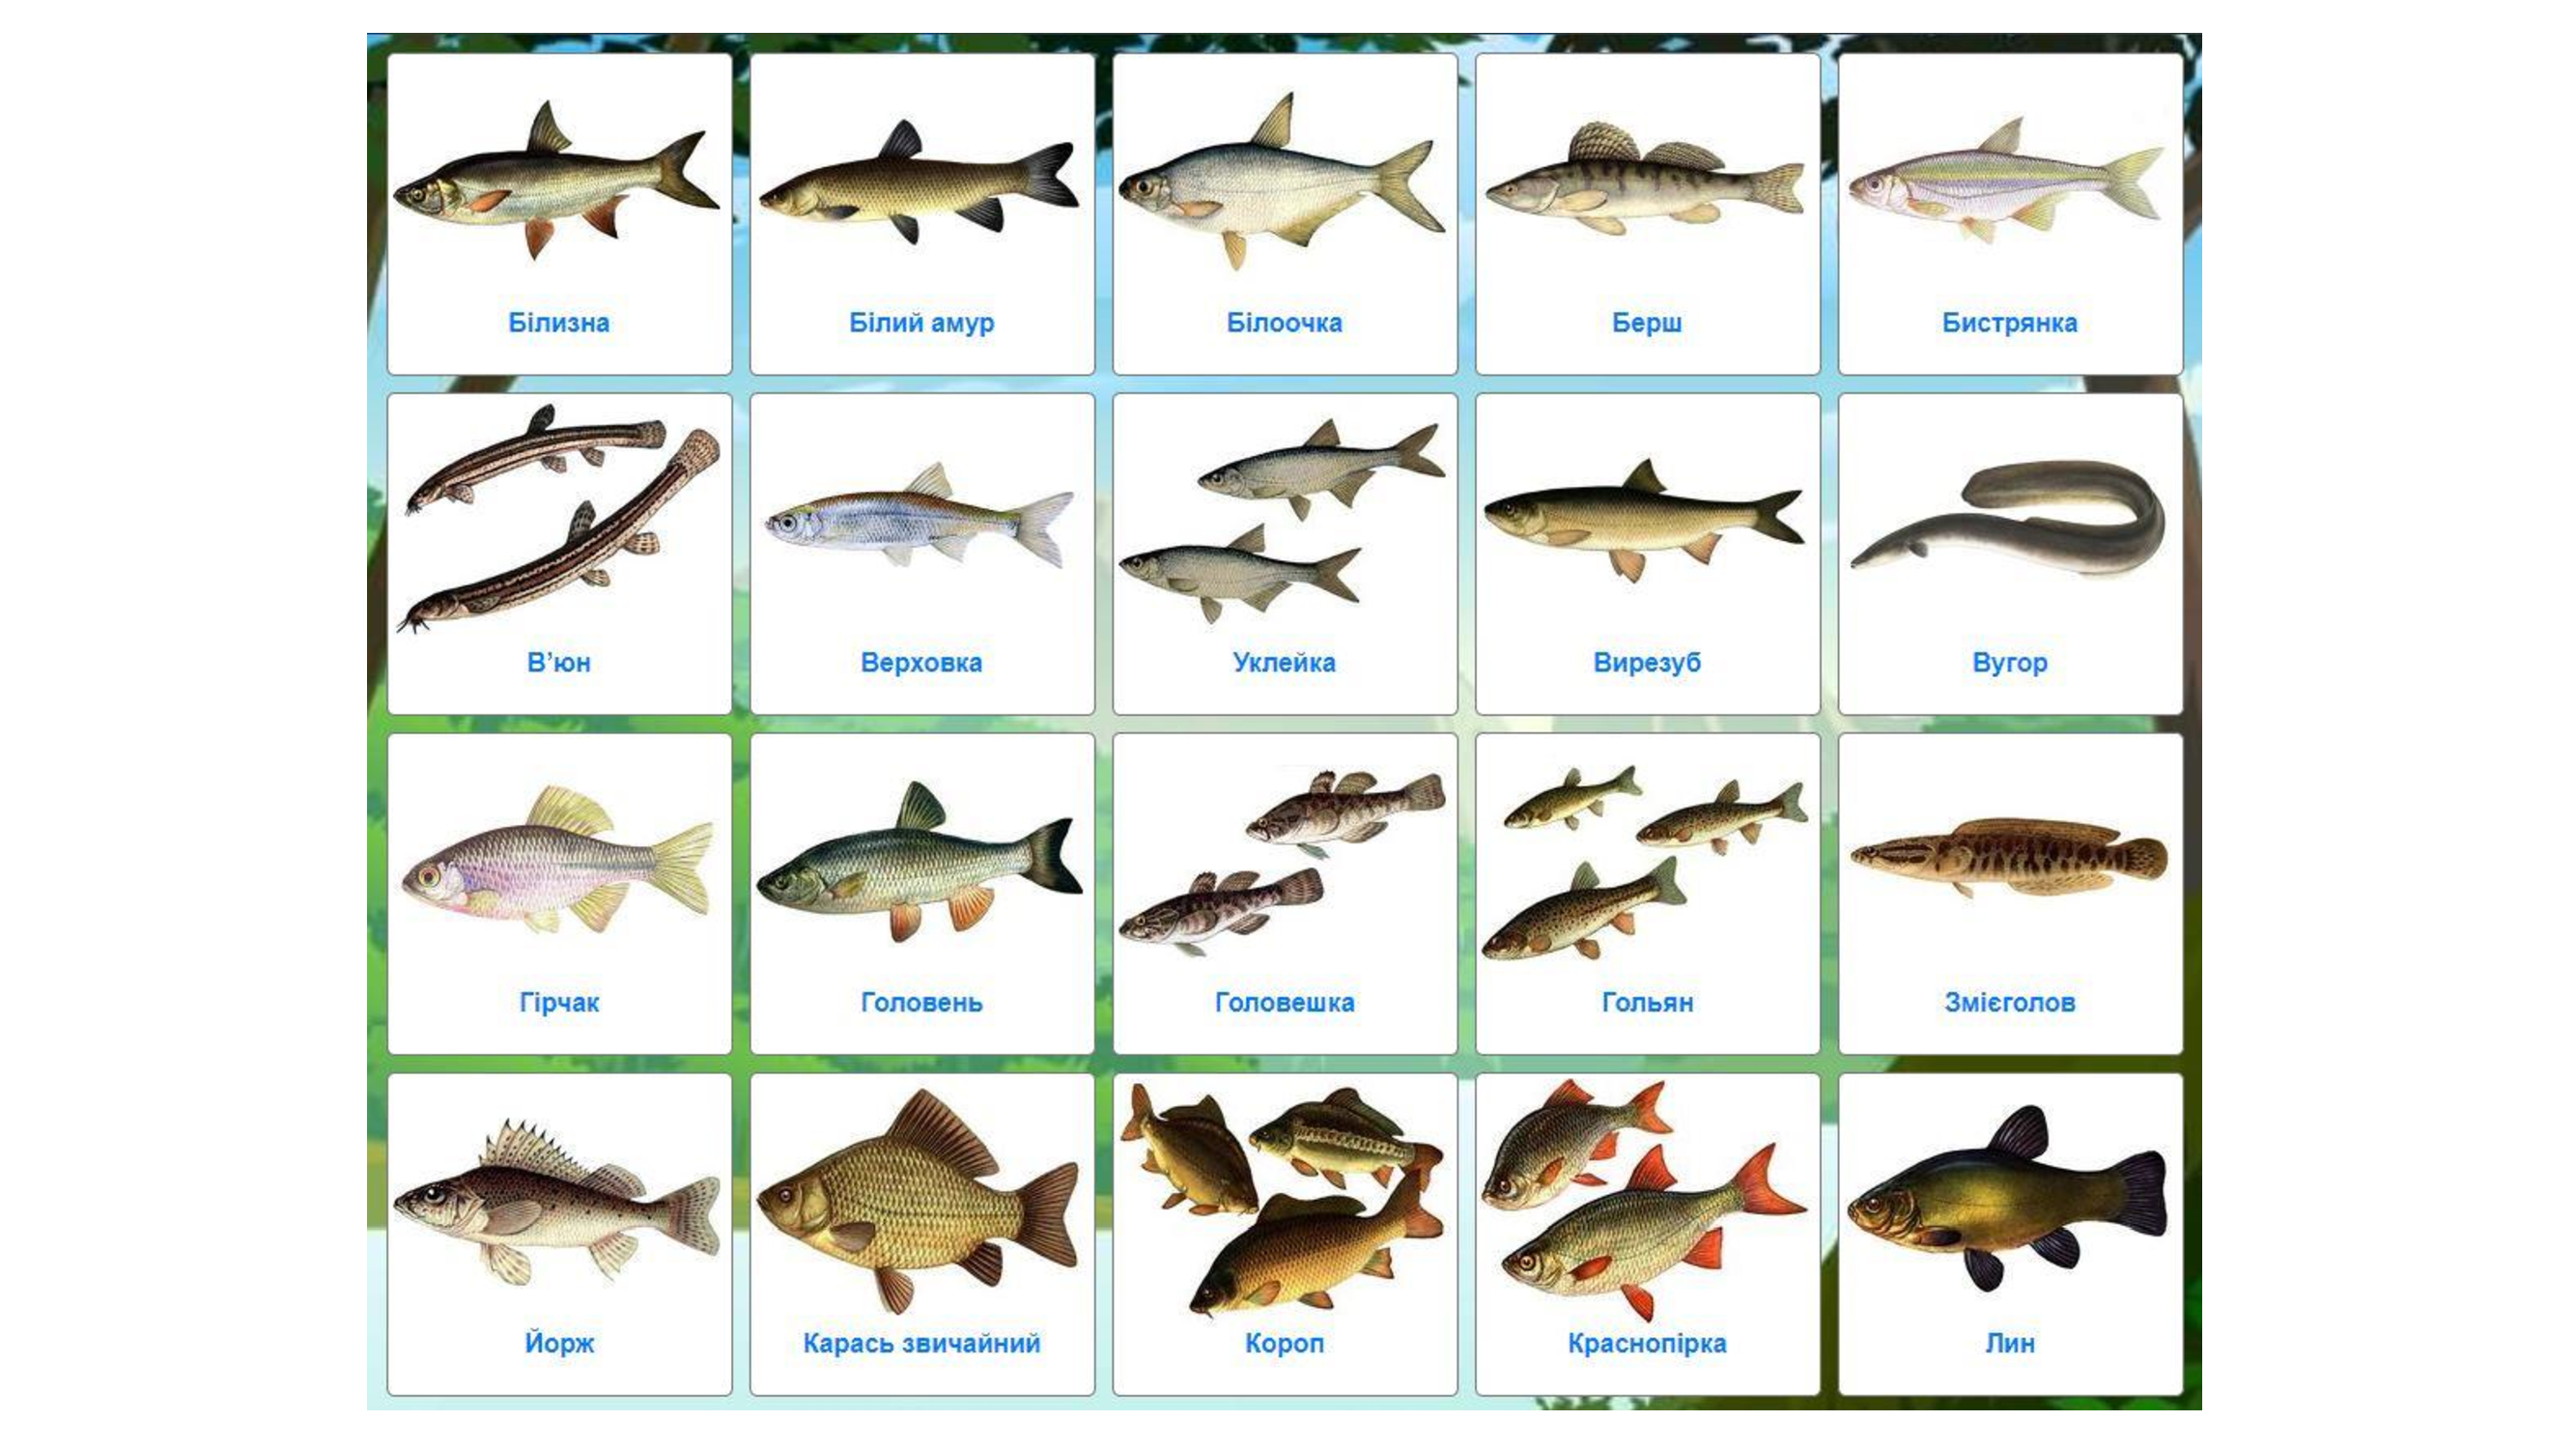 Білизна
Білий амур
Білоочка
Берш
Бистрянка
В’юн
Верховка
Уклейка
Вирезуб
Вугор
Гірчак
Головень
Головешка
Гольян
Змієголов
Йорж
Карась звичайний
Короп
Краснопірка
Лин